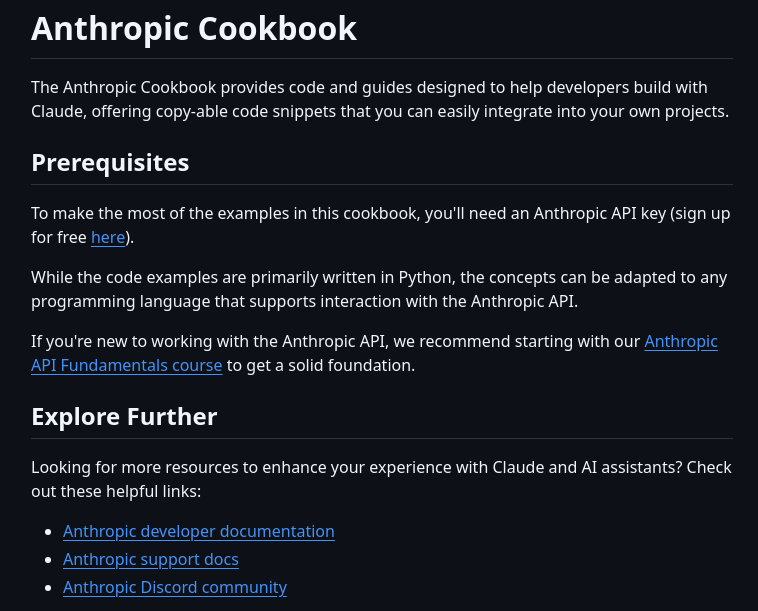 Anthropic Cookbook
The Anthropic Cookbook provides code and guides designed to help developers build with
Claude, offering copy-able code snippets that you can easily integrate into your own projects.
Prerequisites
To make the most of the examples in this cookbook, you'll need an Anthropic API key (sign up
for free here).
While the code examples are primarily written in Python, the concepts can be adapted to any
programming language that supports interaction with the Anthropic API.
If you're new to working with the Anthropic API, we recommend starting with our Anthropic
API Fundamentals course to get a solid foundation.
Explore Further
Looking for more resources to enhance your experience with Claude and AI assistants? Check
out these helpful links:
• Anthropic developer documentation
• Anthropic support docs
• Anthropic Discord community